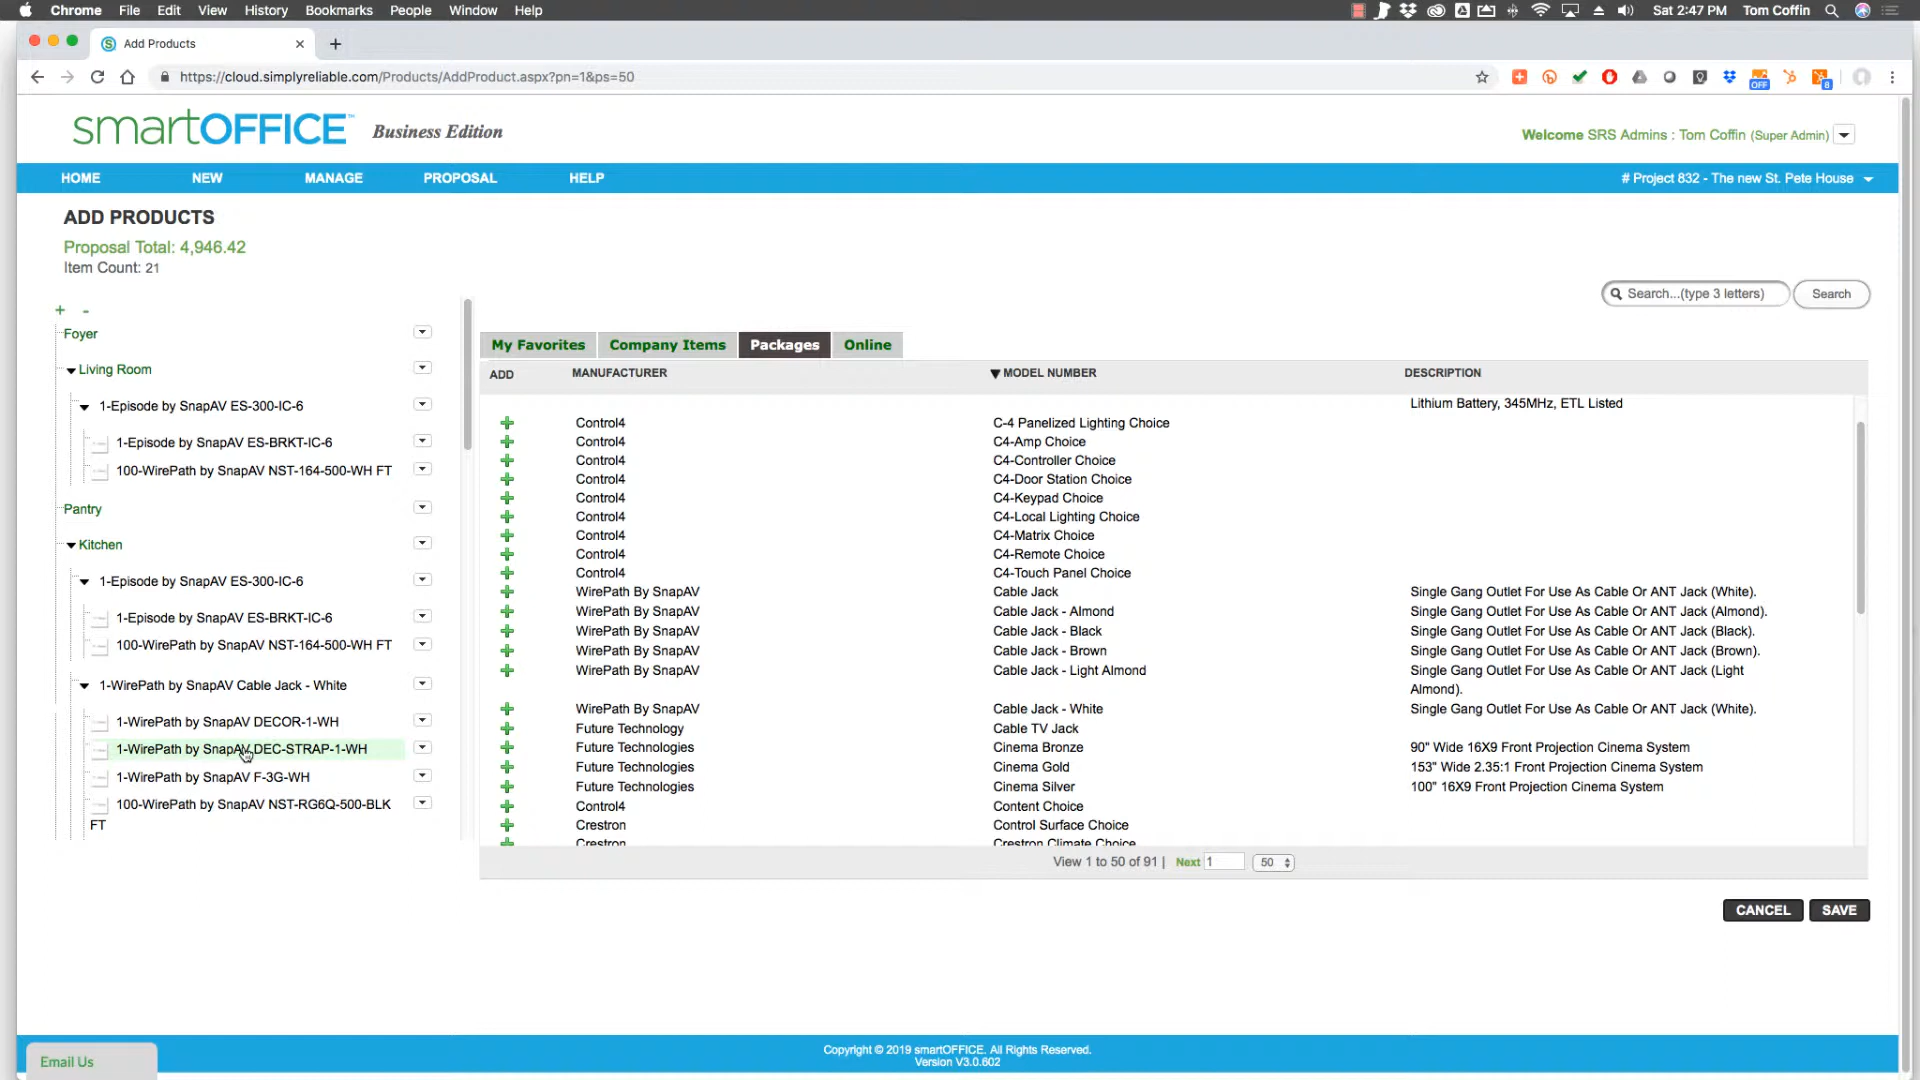 Chrome File Edit View History Bookmarks People Window Help Sat 2:47 PM Tom Coffin
Add Products
https://cloud.simplyreliable.com/Products/AddProduct.aspx?pn=1&ps=50
OFF 8
smartOFFICE™ Business Edition
Welcome SRS Admins : Tom Coffin (Super Admin)
HOME NEW MANAGE PROPOSAL HELP # Project 832 - The new St. Pete House
ADD PRODUCTS
Proposal Total: 4,946.42
Item Count: 21
Search...(type 3 letters) Search
+ -
Foyer
Living Room
1-Episode by SnapAV ES-300-IC-6
1-Episode by SnapAV ES-BRKT-IC-6
100-WirePath by SnapAV NST-164-500-WH FT
Pantry
Kitchen
1-Episode by SnapAV ES-300-IC-6
1-Episode by SnapAV ES-BRKT-IC-6
100-WirePath by SnapAV NST-164-500-WH FT
1-WirePath by SnapAV Cable Jack - White
1-WirePath by SnapAV DECOR-1-WH
1-WirePath by SnapAV DEC-STRAP-1-WH
1-WirePath by SnapAV F-3G-WH
100-WirePath by SnapAV NST-RG6Q-500-BLK
FT
My Favorites Company Items Packages Online
ADD MANUFACTURER MODEL NUMBER DESCRIPTION
Lithium Battery, 345MHz, ETL Listed
Control4 C-4 Panelized Lighting Choice
Control4 C4-Amp Choice
Control4 C4-Controller Choice
Control4 C4-Door Station Choice
Control4 C4-Keypad Choice
Control4 C4-Local Lighting Choice
Control4 C4-Matrix Choice
Control4 C4-Remote Choice
Control4 C4-Touch Panel Choice
WirePath By SnapAV Cable Jack Single Gang Outlet For Use As Cable Or ANT Jack (White).
WirePath By SnapAV Cable Jack - Almond Single Gang Outlet For Use As Cable Or ANT Jack (Almond).
WirePath By SnapAV Cable Jack - Black Single Gang Outlet For Use As Cable Or ANT Jack (Black).
WirePath By SnapAV Cable Jack - Brown Single Gang Outlet For Use As Cable Or ANT Jack (Brown).
WirePath By SnapAV Cable Jack - Light Almond Single Gang Outlet For Use As Cable Or ANT Jack (Light
Almond).
WirePath By SnapAV Cable Jack - White Single Gang Outlet For Use As Cable Or ANT Jack (White).
Future Technology Cable TV Jack
Future Technologies Cinema Bronze 90" Wide 16X9 Front Projection Cinema System
Future Technologies Cinema Gold 153" Wide 2.35:1 Front Projection Cinema System
Future Technologies Cinema Silver 100" 16X9 Front Projection Cinema System
Control4 Content Choice
Crestron Control Surface Choice
Crestron Crestron Climate Choice
View 1 to 50 of 91 | Next 1 50
CANCEL SAVE
Copyright © 2019 smartOFFICE. All Rights Reserved.
Version V3.0.602
Email Us